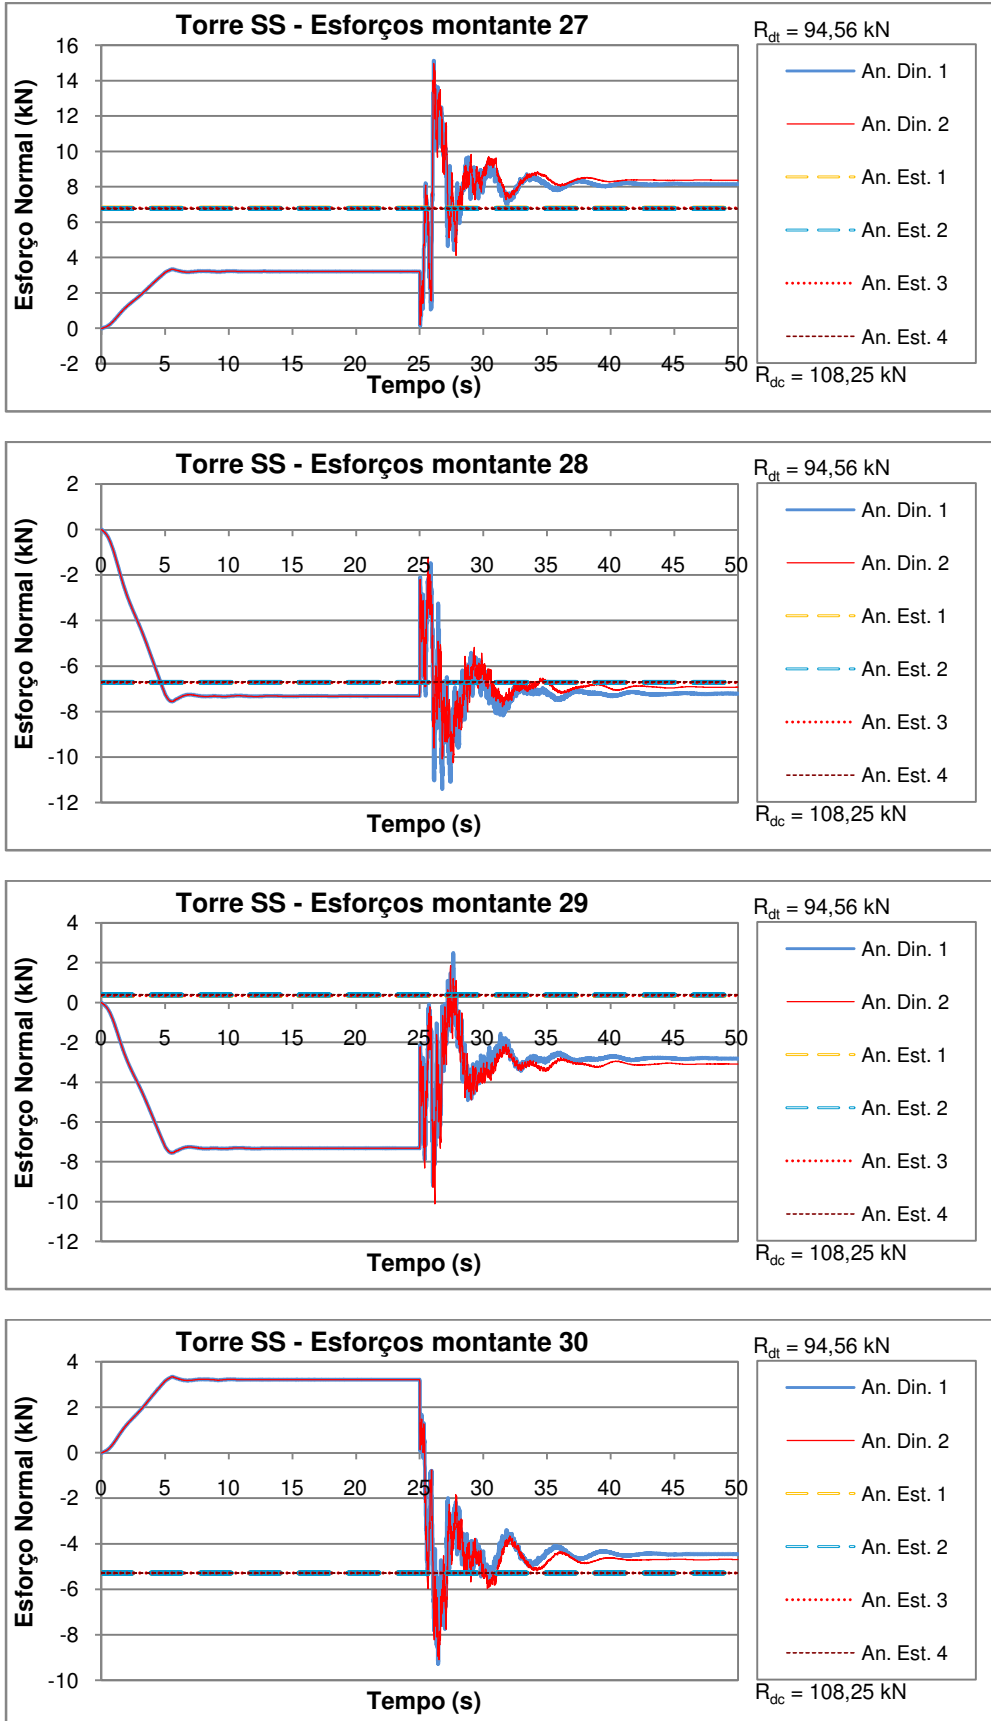 Torre SS - Esforços montante 27
R_dt = 94,56 kN
Esforço Normal (kN)
16
14
12
10
8
6
4
2
0
-2
0 5 10 15 20 25 30 35 40 45 50
Tempo (s)
An. Din. 1
An. Din. 2
An. Est. 1
An. Est. 2
An. Est. 3
An. Est. 4
R_dc = 108,25 kN
Torre SS - Esforços montante 28
R_dt = 94,56 kN
Esforço Normal (kN)
2
0
-2
-4
-6
-8
-10
-12
0 5 10 15 20 25 30 35 40 45 50
Tempo (s)
An. Din. 1
An. Din. 2
An. Est. 1
An. Est. 2
An. Est. 3
An. Est. 4
R_dc = 108,25 kN
Torre SS - Esforços montante 29
R_dt = 94,56 kN
Esforço Normal (kN)
4
2
0
-2
-4
-6
-8
-10
-12
0 5 10 15 20 25 30 35 40 45 50
Tempo (s)
An. Din. 1
An. Din. 2
An. Est. 1
An. Est. 2
An. Est. 3
An. Est. 4
R_dc = 108,25 kN
Torre SS - Esforços montante 30
R_dt = 94,56 kN
Esforço Normal (kN)
4
2
0
-2
-4
-6
-8
-10
0 5 10 15 20 25 30 35 40 45 50
Tempo (s)
An. Din. 1
An. Din. 2
An. Est. 1
An. Est. 2
An. Est. 3
An. Est. 4
R_dc = 108,25 kN